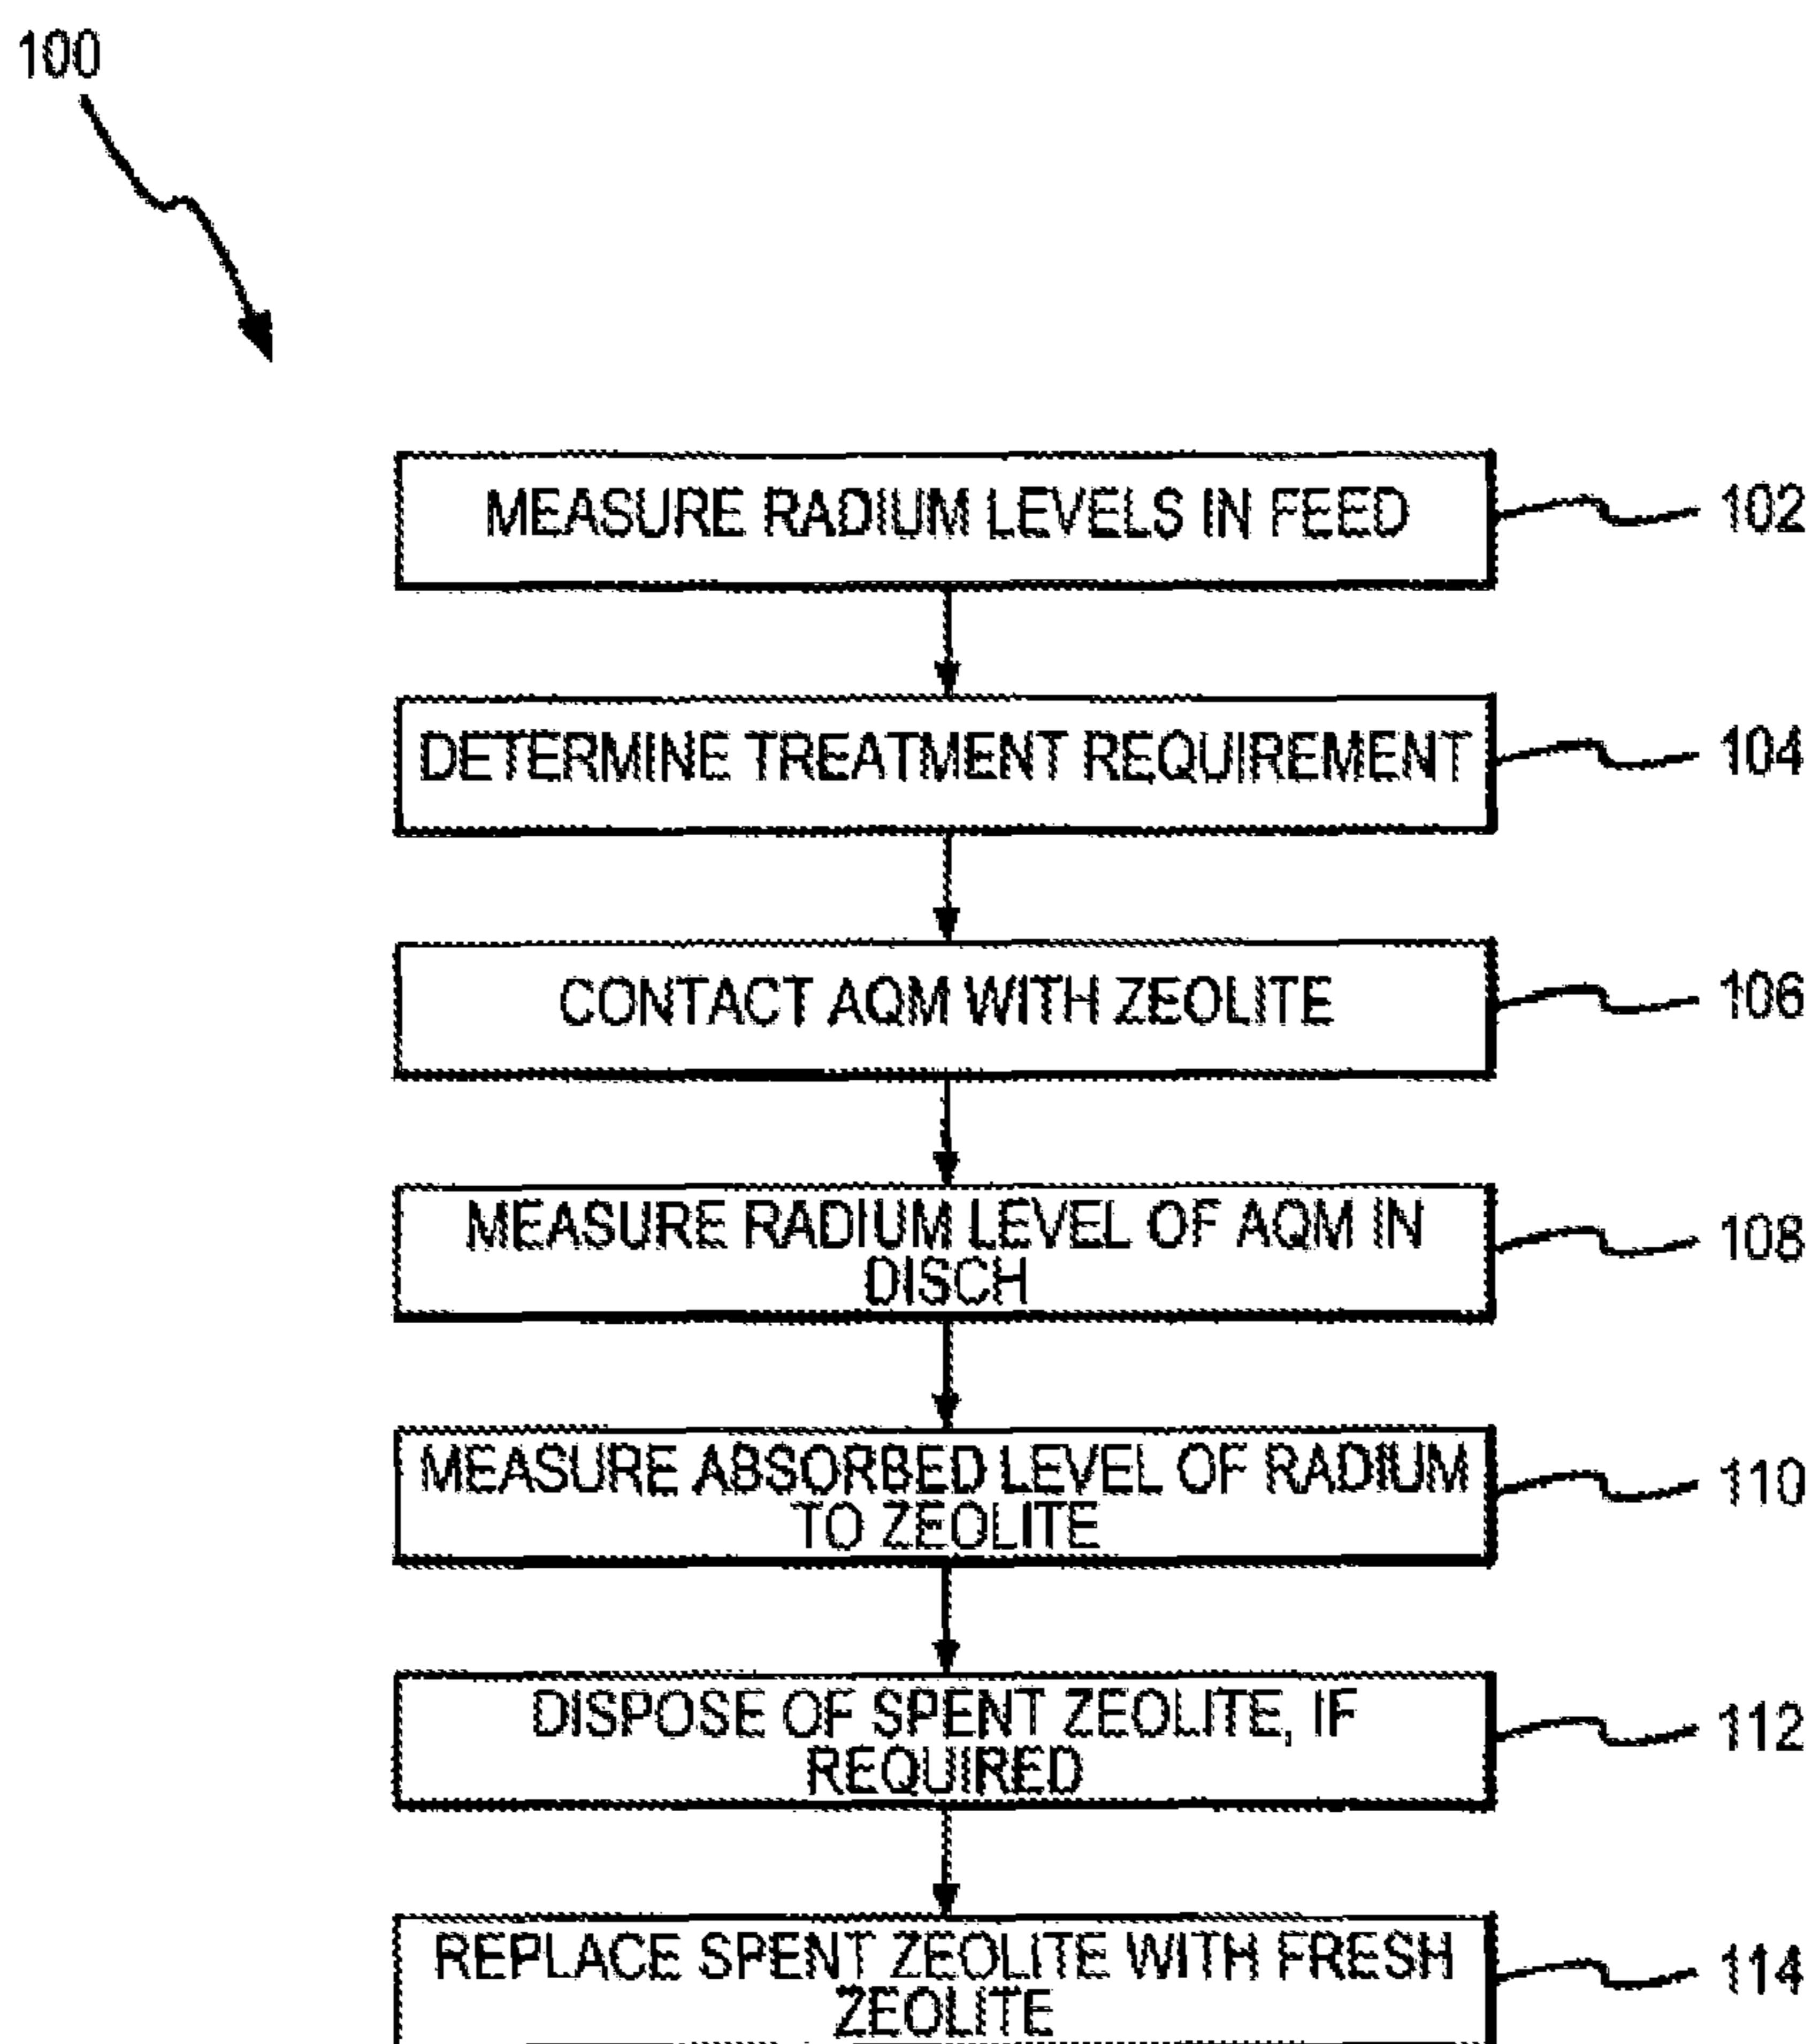 100
MEASURE RADIUM LEVELS IN FEED
102
DETERMINE TREATMENT REQUIREMENT
104
CONTACT AQM WITH ZEOLITE
106
MEASURE RADIUM LEVEL OF AQM IN
DISCH
108
MEASURE ABSORBED LEVEL OF RADIUM
TO ZEOLITE
110
DISPOSE OF SPENT ZEOLITE, IF
REQUIRED
112
REPLACE SPENT ZEOLITE WITH FRESH
ZEOLITE
114